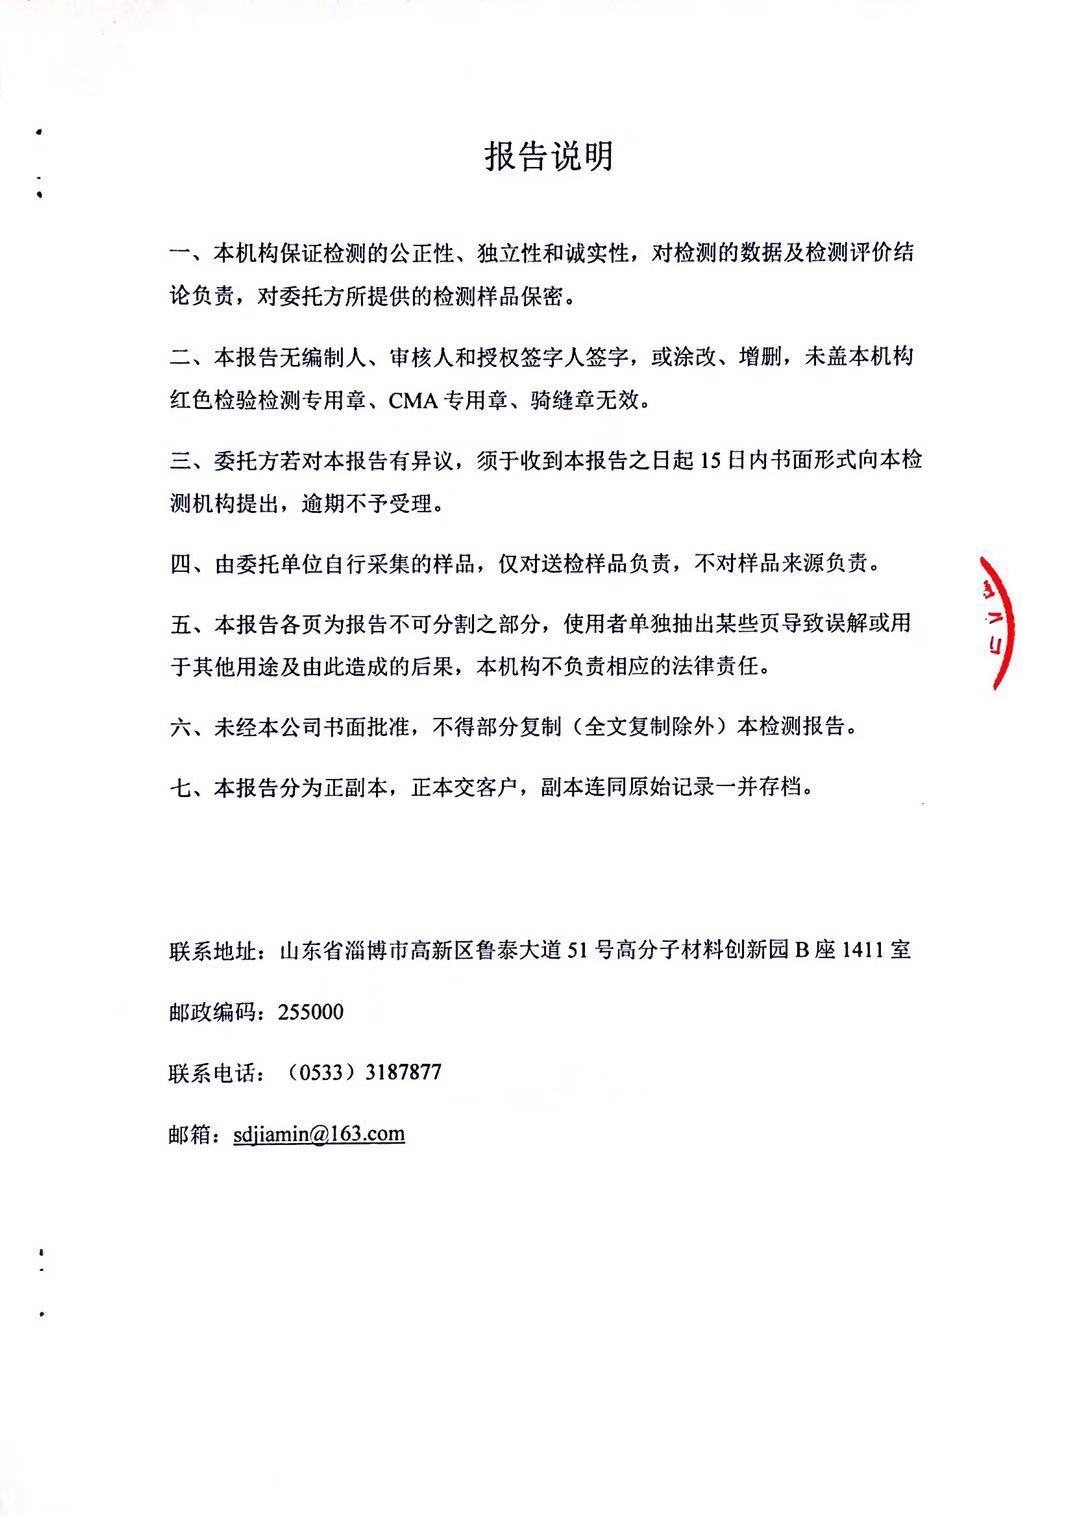 报告说明
一、本机构保证检测的公正性、独立性和诚实性，对检测的数据及检测评价结
论负责，对委托方所提供的检测样品保密。
二、本报告无编制人、审核人和授权签字人签字，或涂改、增删，未盖本机构
红色检验检测专用章、CMA 专用章、骑缝章无效。
三、委托方若对本报告有异议，须于收到本报告之日起 15 日内书面形式向本检
测机构提出，逾期不予受理。
四、由委托单位自行采集的样品，仅对送检样品负责，不对样品来源负责。
五、本报告各页为报告不可分割之部分，使用者单独抽出某些页导致误解或用
于其他用途及由此造成的后果，本机构不负责相应的法律责任。
六、未经本公司书面批准，不得部分复制（全文复制除外）本检测报告。
七、本报告分为正副本，正本交客户，副本连同原始记录一并存档。
联系地址：山东省淄博市高新区鲁泰大道 51 号高分子材料创新园 B 座 1411 室
邮政编码：255000
联系电话：（0533）3187877
邮箱：sdjiamin@163.com